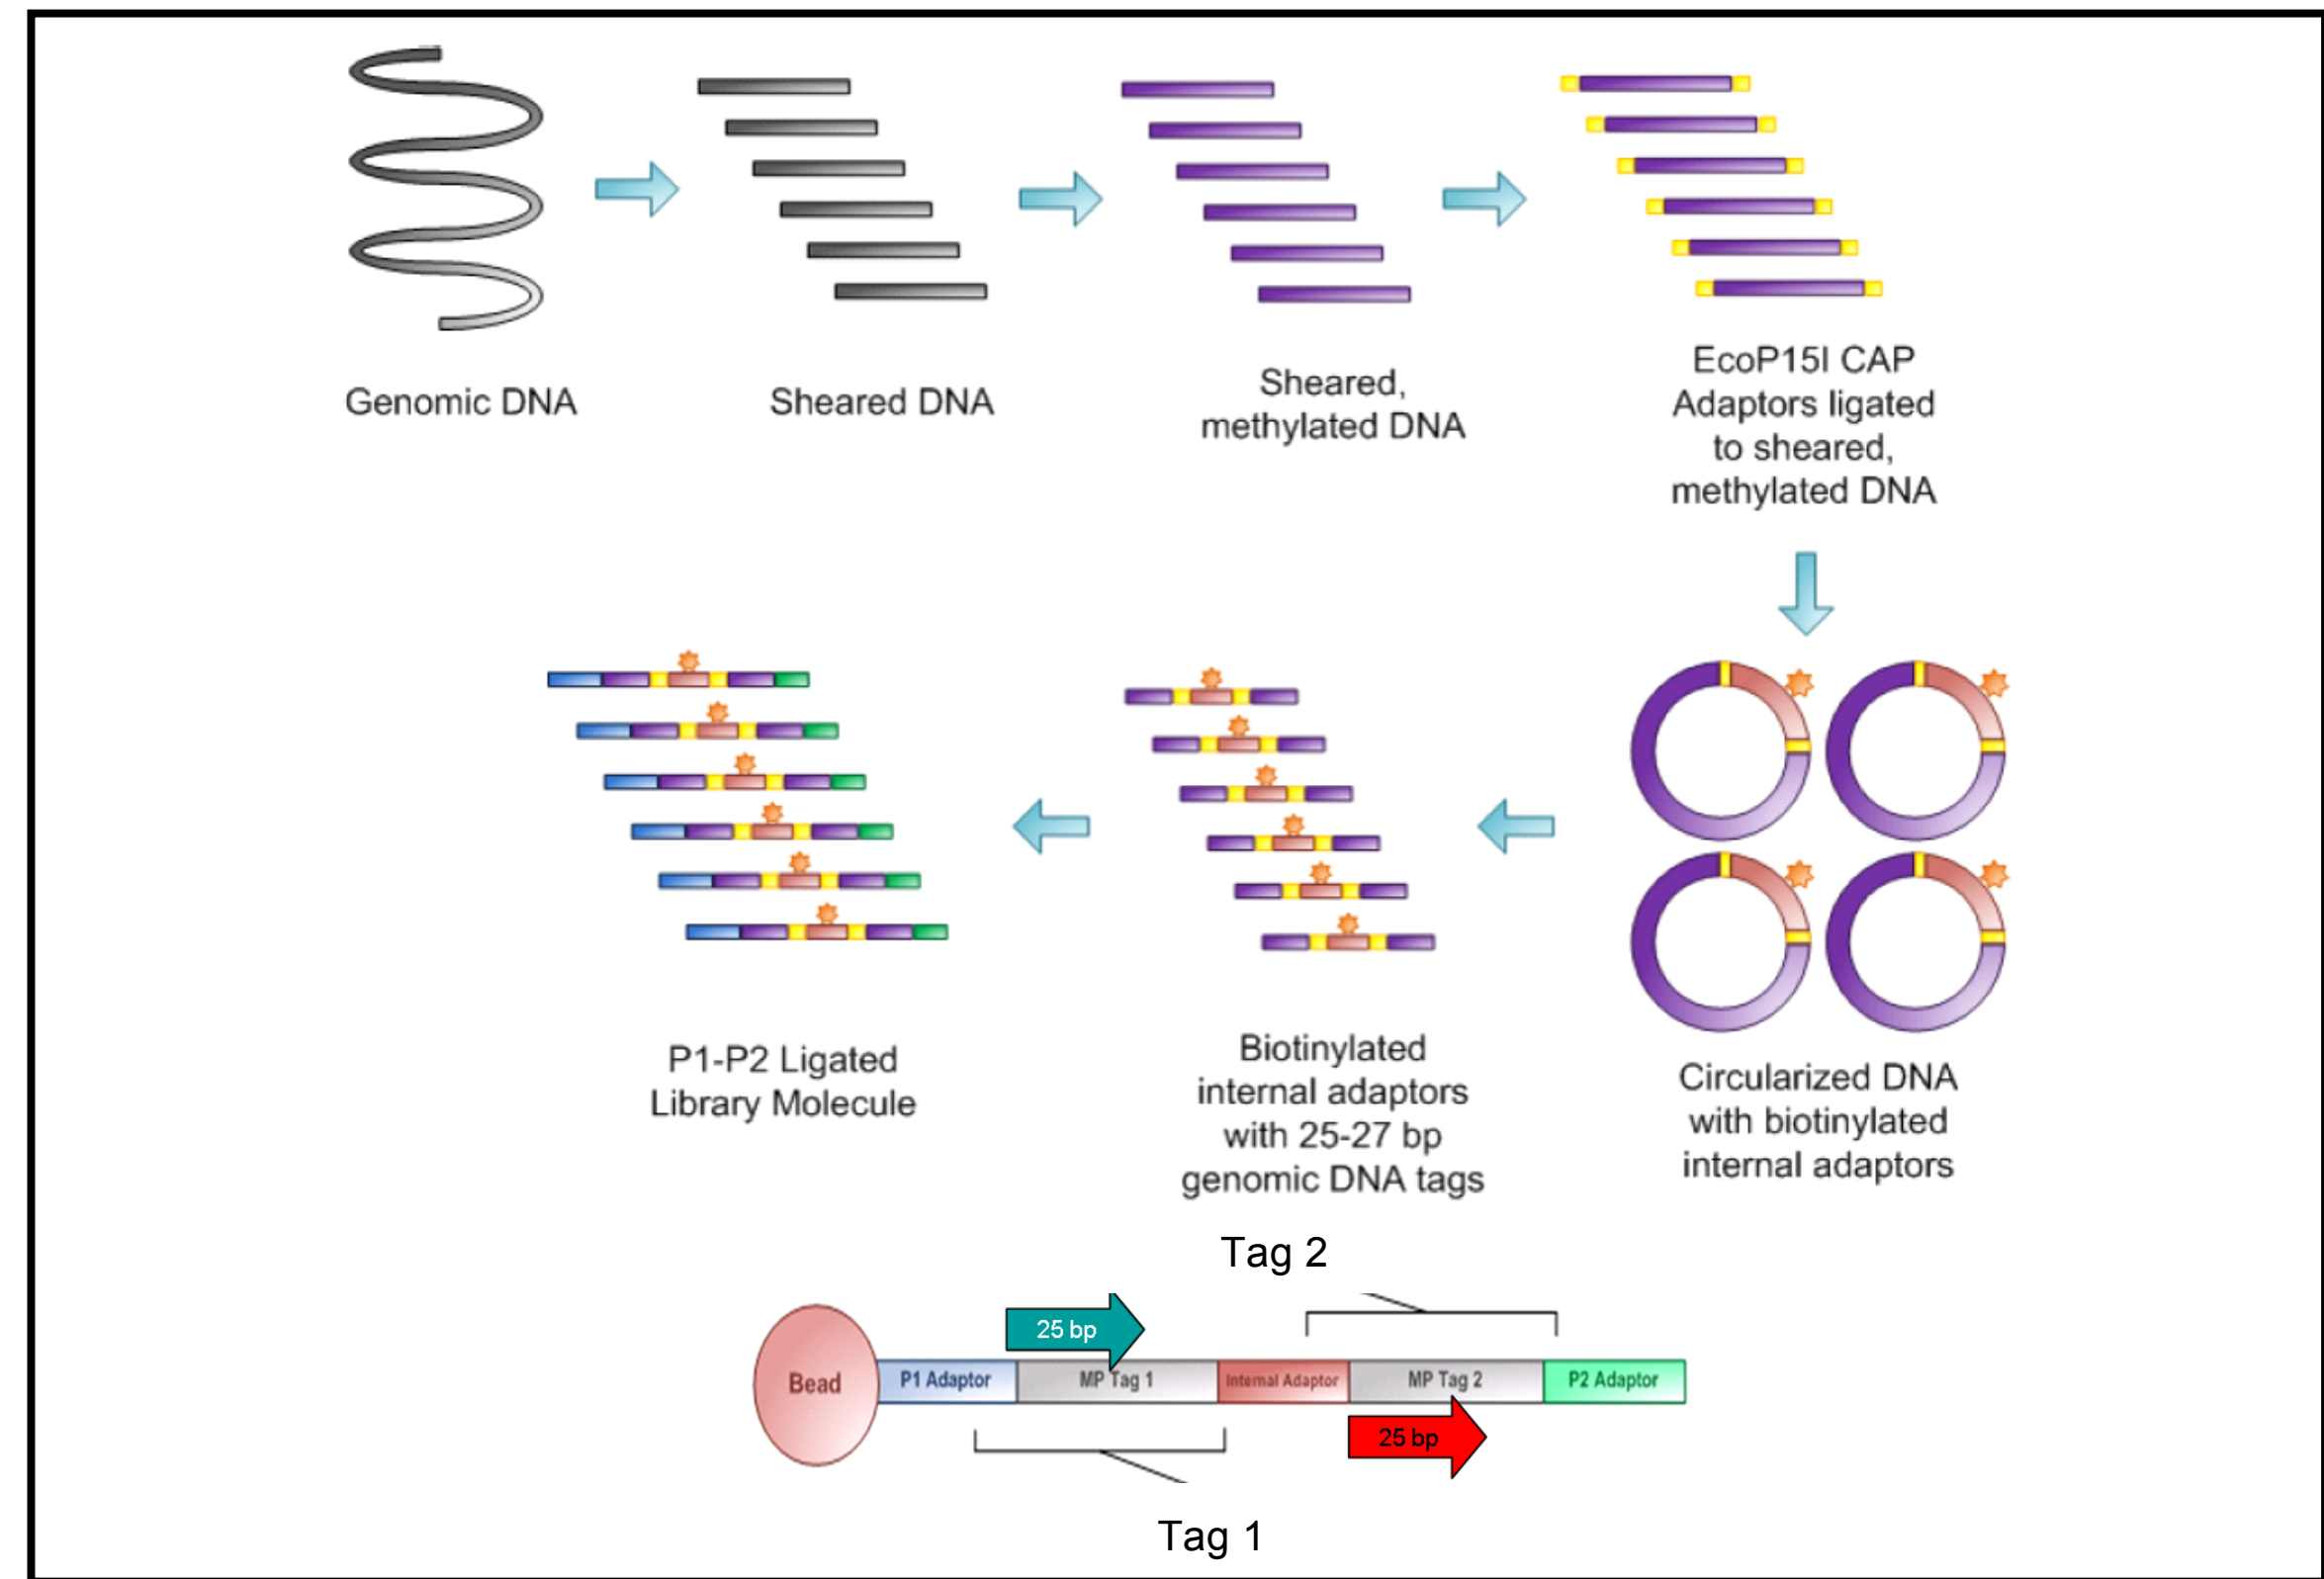 Genomic DNA
Sheared DNA
Sheared,
methylated DNA
EcoP15I CAP
Adaptors ligated
to sheared,
methylated DNA
Circularized DNA
with biotinylated
internal adaptors
Biotinylated
internal adaptors
with 25-27 bp
genomic DNA tags
P1-P2 Ligated
Library Molecule
Tag 2
25 bp
Bead
P1 Adaptor
MP Tag 1
Internal Adaptor
MP Tag 2
P2 Adaptor
25 bp
Tag 1